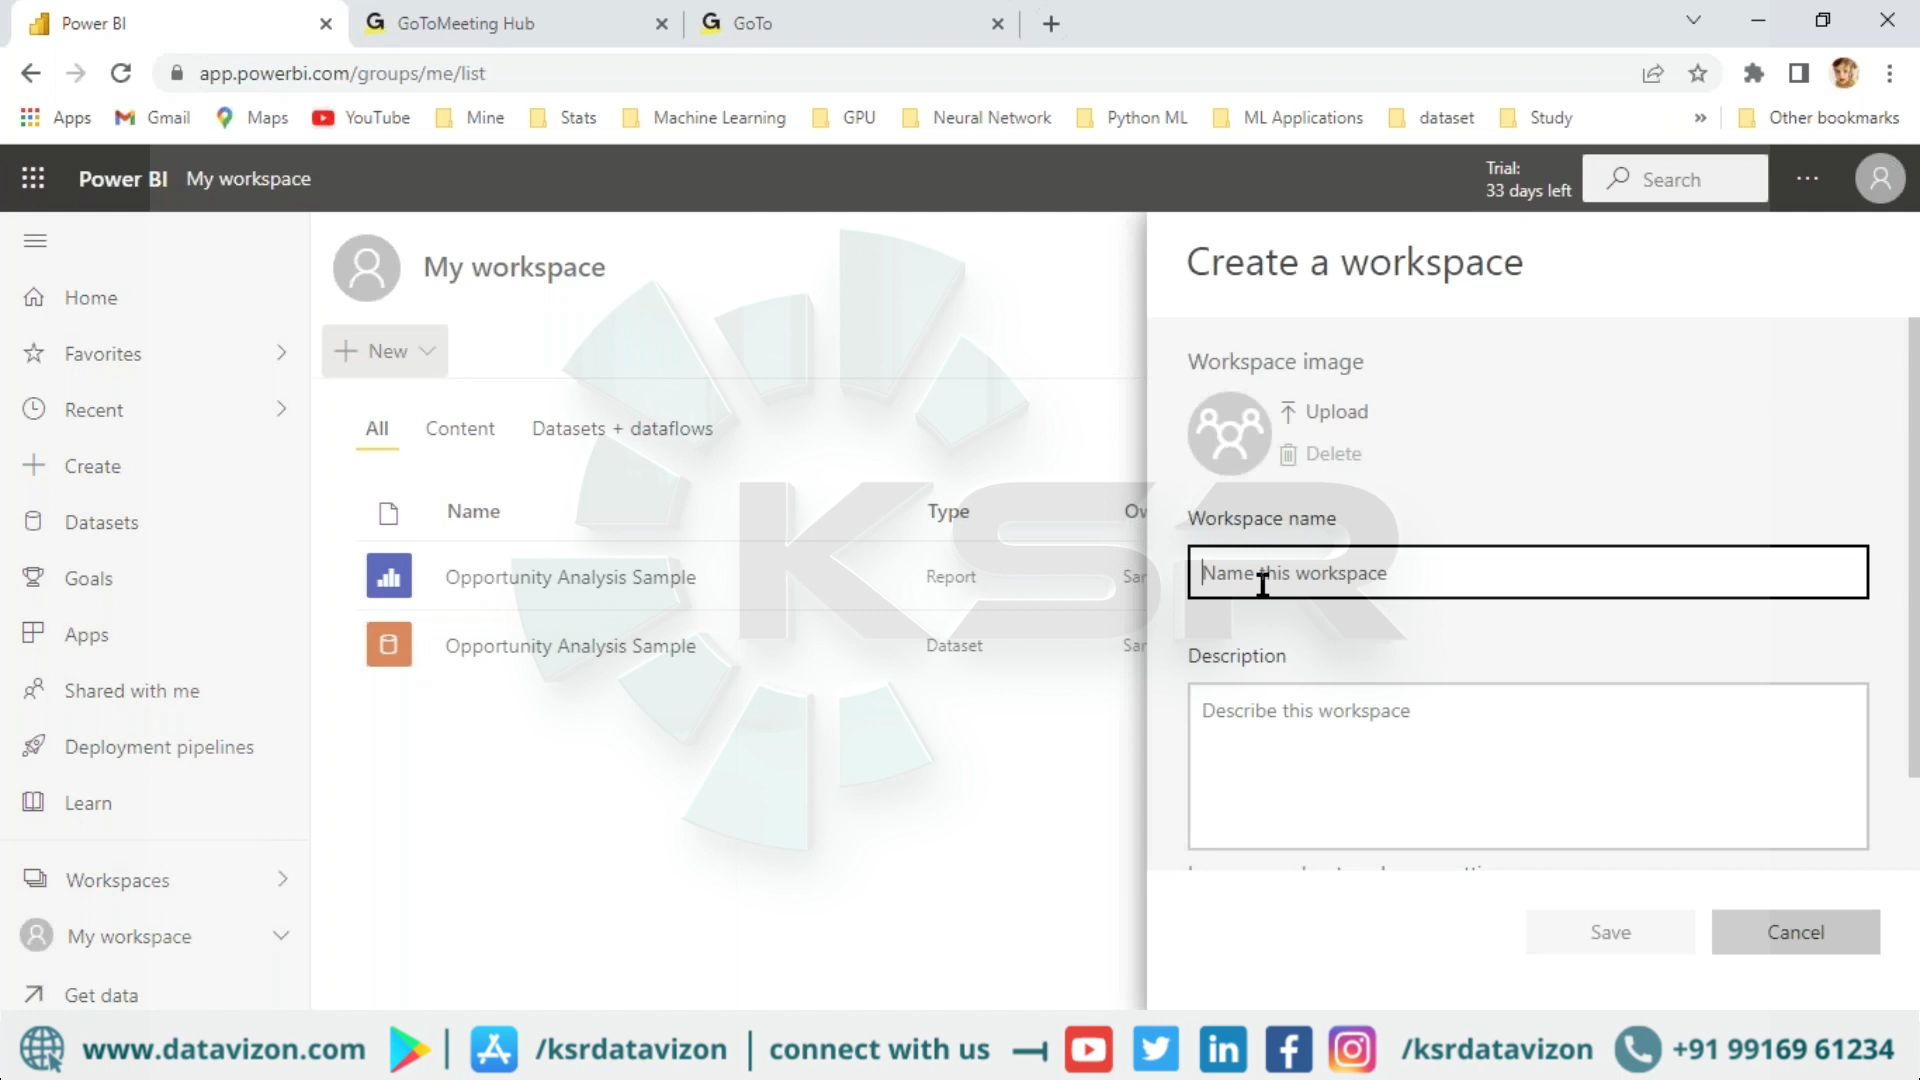 Power BI
GoToMeeting Hub
GoTo
app.powerbi.com/groups/me/list
Apps
Gmail
Maps
YouTube
Mine
Stats
Machine Learning
GPU
Neural Network
Python ML
ML Applications
dataset
Study
Other bookmarks
Power BI My workspace
Trial:
33 days left
Search
Home
Favorites
Recent
Create
Datasets
Goals
Apps
Shared with me
Deployment pipelines
Learn
Workspaces
My workspace
Get data
My workspace
New
All Content Datasets + dataflows
Name Type
Opportunity Analysis Sample Report
Opportunity Analysis Sample Dataset
KSR
Create a workspace
Workspace image
Upload
Delete
Workspace name
Name this workspace
Description
Describe this workspace
Save Cancel
www.datavizon.com | /ksrdatavizon | connect with us /ksrdatavizon +91 99169 61234